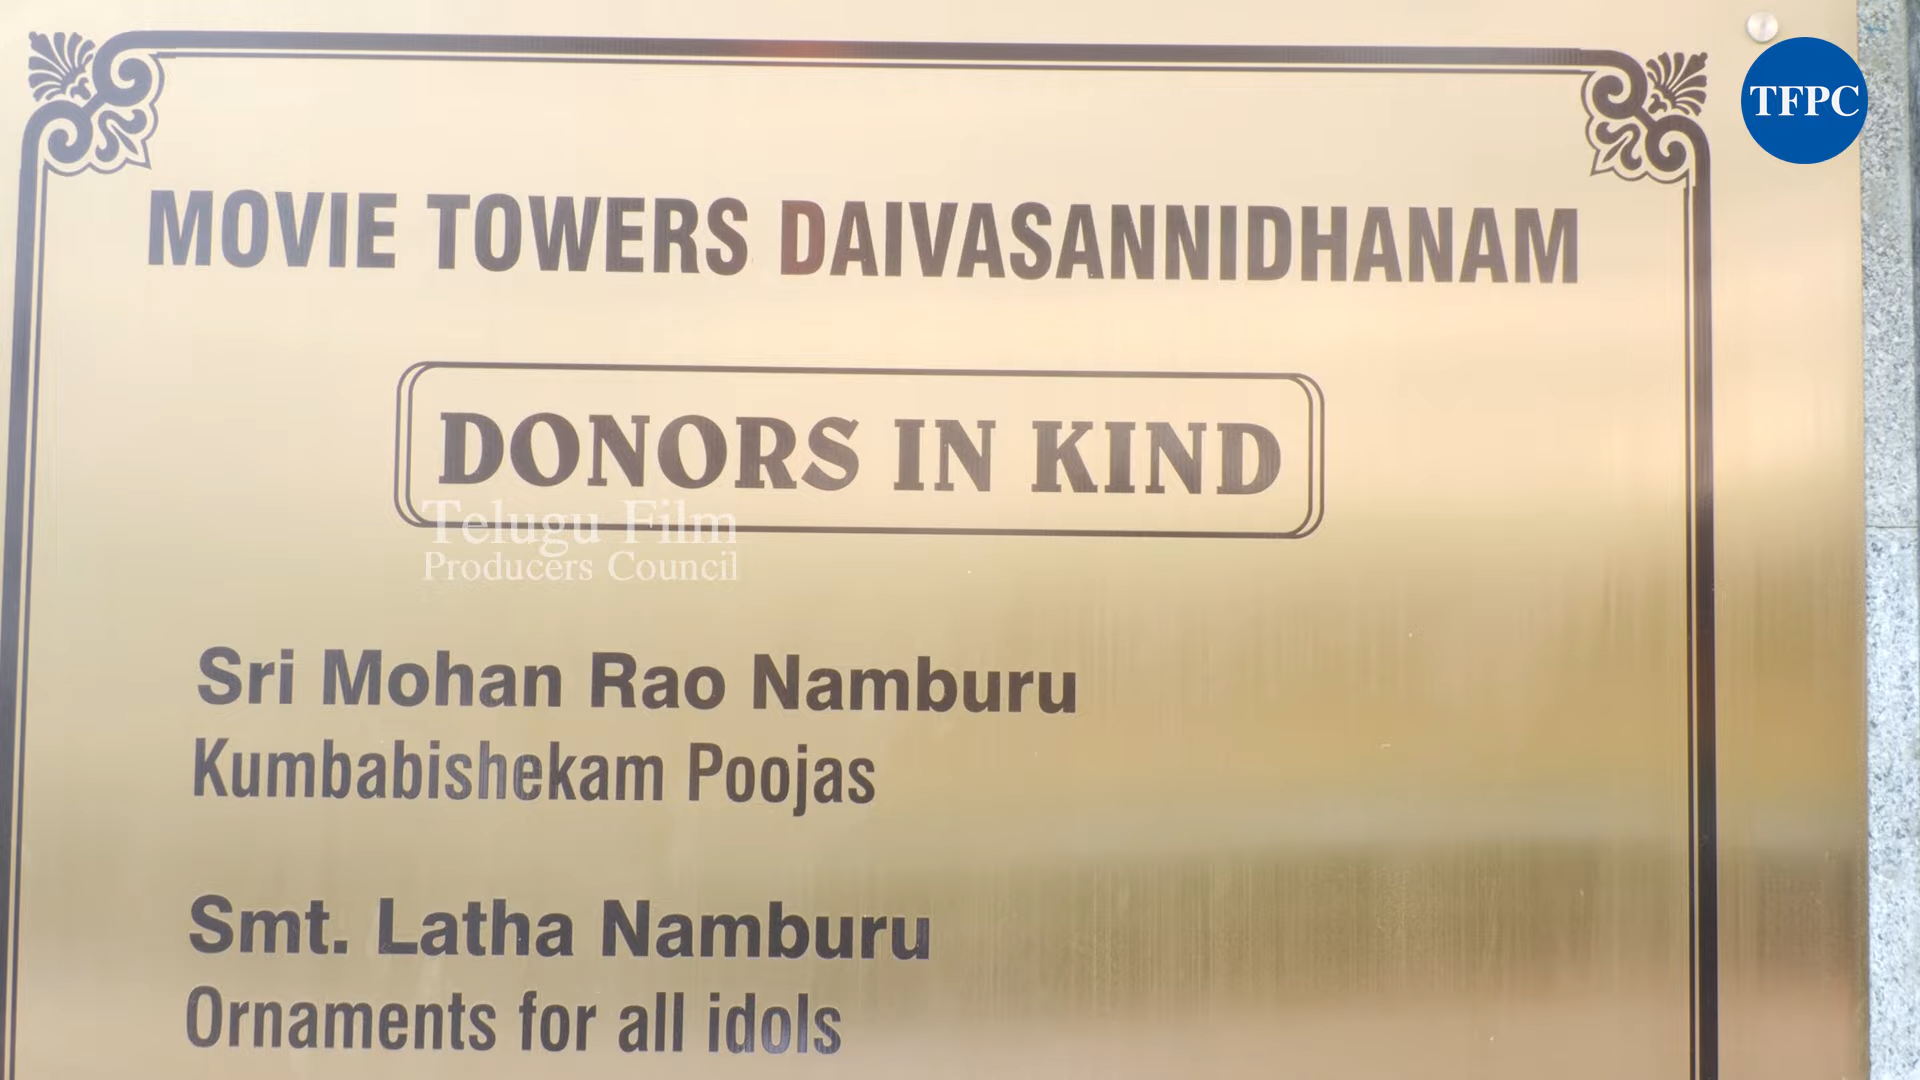 TFPC
MOVIE TOWERS DAIVASANNIDHANAM
DONORS IN KIND
Telugu Film
Producers Council
Sri Mohan Rao Namburu
Kumbabishekam Poojas
Smt. Latha Namburu
Ornaments for all idols